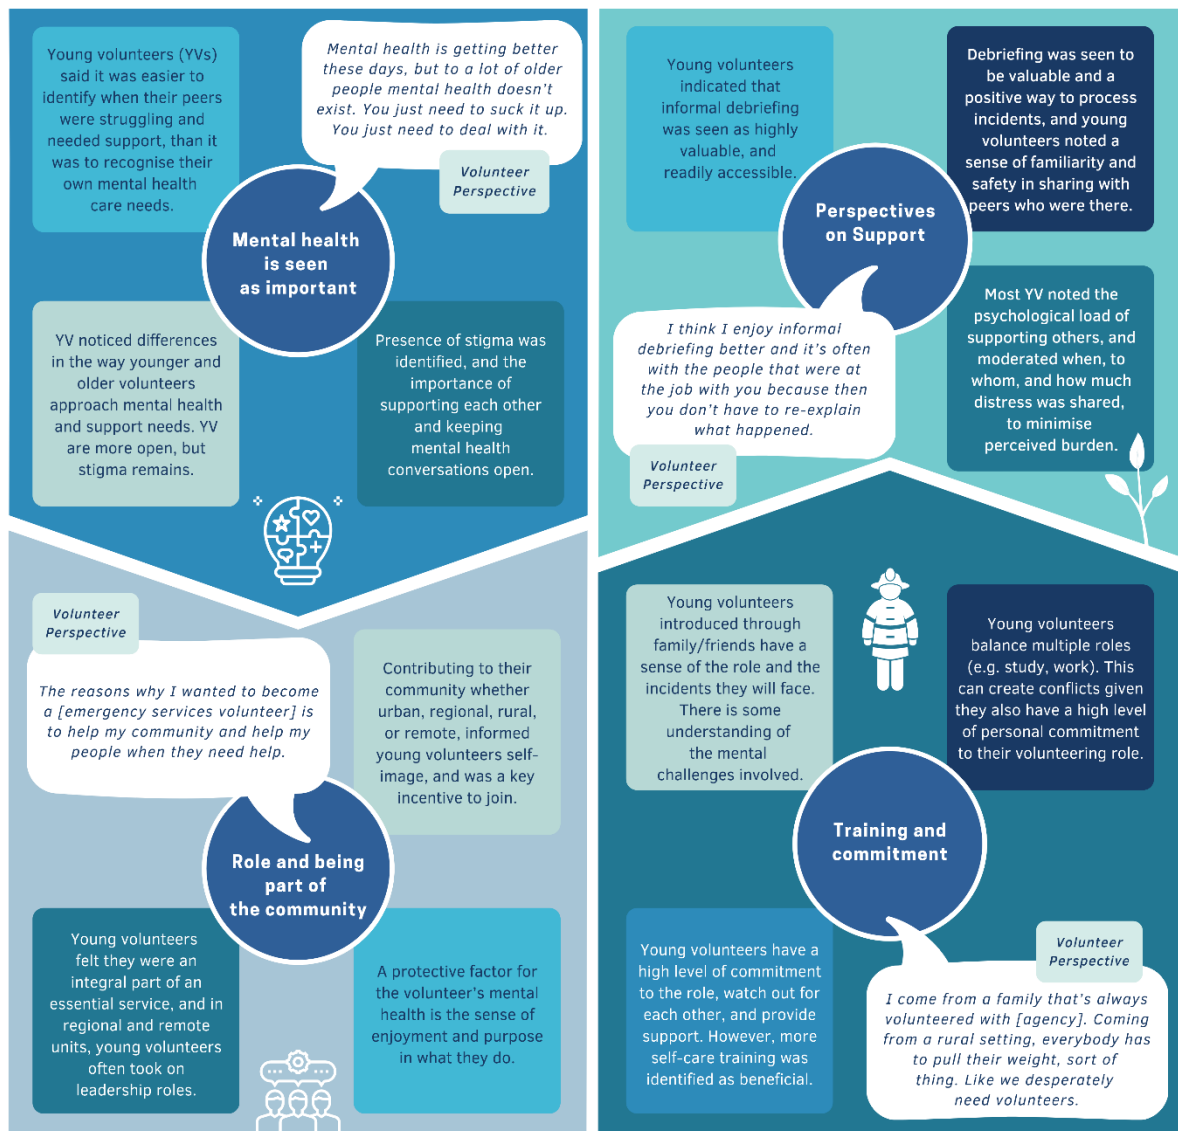 Young volunteers (YVs)
said it was easier to
identify when their peers
were struggling and
needed support, than it
was to recognise their
own mental health
care needs.
Mental health is getting better
these days, but to a lot of older
people mental health doesn't
exist. You just need to suck it up.
You just need to deal with it.
Volunteer
Perspective
Mental health
is seen
as important
YV noticed differences
in the way younger and
older volunteers
approach mental health
and support needs. YV
are more open, but
stigma remains.
Presence of stigma was
identified, and the
importance of
supporting each other
and keeping
mental health
conversations open.
Young volunteers
indicated that
informal debriefing
was seen as highly
valuable, and
readily accessible.
Debriefing was seen to
be valuable and a
positive way to process
incidents, and young
volunteers noted a
sense of familiarity and
safety in sharing with
peers who were there.
Perspectives
on Support
I think I enjoy informal
debriefing better and it's often
with the people that were at
the job with you because then
you don't have to re-explain
what happened.
Volunteer
Perspective
Most YV noted the
psychological load of
supporting others, and
moderated when, to
whom, and how much
distress was shared,
to minimise
perceived burden.
Volunteer
Perspective
The reasons why I wanted to become
a [emergency services volunteer] is
to help my community and help my
people when they need help.
Contributing to their
community whether
urban, regional, rural,
or remote, informed
young volunteers self-
image, and was a key
incentive to join.
Role and being
part of
the community
Young volunteers
felt they were an
integral part of an
essential service, and in
regional and remote
units, young volunteers
often took on
leadership roles.
A protective factor for
the volunteer's mental
health is the sense of
enjoyment and purpose
in what they do.
Young volunteers
introduced through
family/friends have a
sense of the role and the
incidents they will face.
There is some
understanding of
the mental
challenges involved.
Young volunteers
balance multiple roles
(e.g. study, work). This
can create conflicts given
they also have a high level
of personal commitment
to their volunteering role.
Training and
commitment
Young volunteers have a
high level of commitment
to the role, watch out for
each other, and provide
support. However, more
self-care training was
identified as beneficial.
Volunteer
Perspective
I come from a family that's always
volunteered with [agency]. Coming
from a rural setting, everybody has
to pull their weight, sort of
thing. Like we desperately
need volunteers.